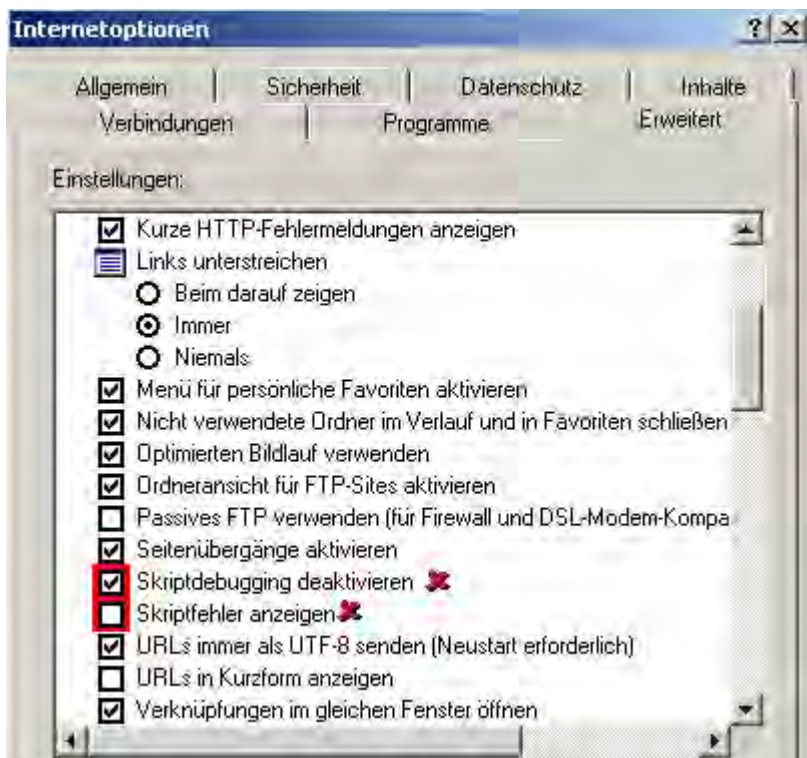 Internetoptionen
Allgemein Sicherheit Datenschutz Inhalte
Verbindungen Programme Erweitert
Einstellungen:
Kurze HTTP-Fehlermeldungen anzeigen
Links unterstreichen
Beim darauf zeigen
Immer
Niemals
Menü für persönliche Favoriten aktivieren
Nicht verwendete Ordner im Verlauf und in Favoriten schließen
Optimierten Bildlauf verwenden
Ordneransicht für FTP-Sites aktivieren
Passives FTP verwenden (für Firewall und DSL-Modem-Kompa
Seitenübergänge aktivieren
Skriptdebugging deaktivieren
Skriptfehler anzeigen
URLs immer als UTF-8 senden (Neustart erforderlich)
URLs in Kurzform anzeigen
Verknüpfungen im gleichen Fenster öffnen